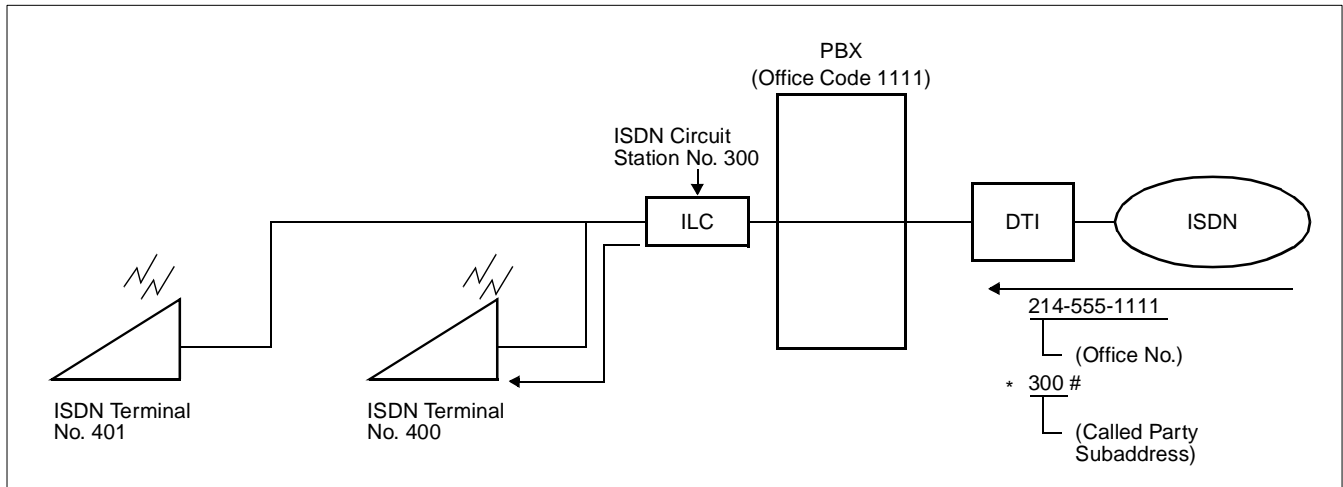 PBX
(Office Code 1111)
ISDN Circuit
Station No. 300
ILC
DTI
ISDN
214-555-1111
(Office No.)
* 300 #
(Called Party
Subaddress)
ISDN Terminal
No. 401
ISDN Terminal
No. 400